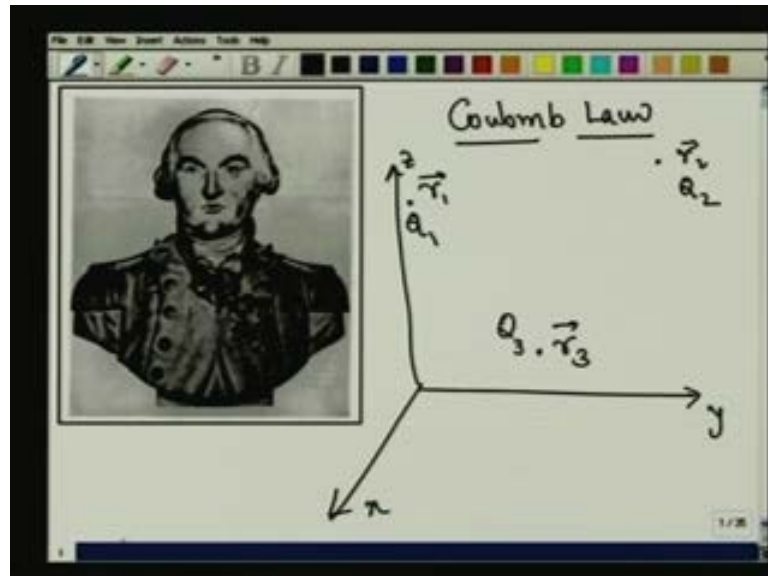 File Edit View Insert Actions Tools Help
B I
Coulomb Law
z
r⃗₁
Q₁
r⃗₂
Q₂
Q₃ . r⃗₃
y
x
1 / 35